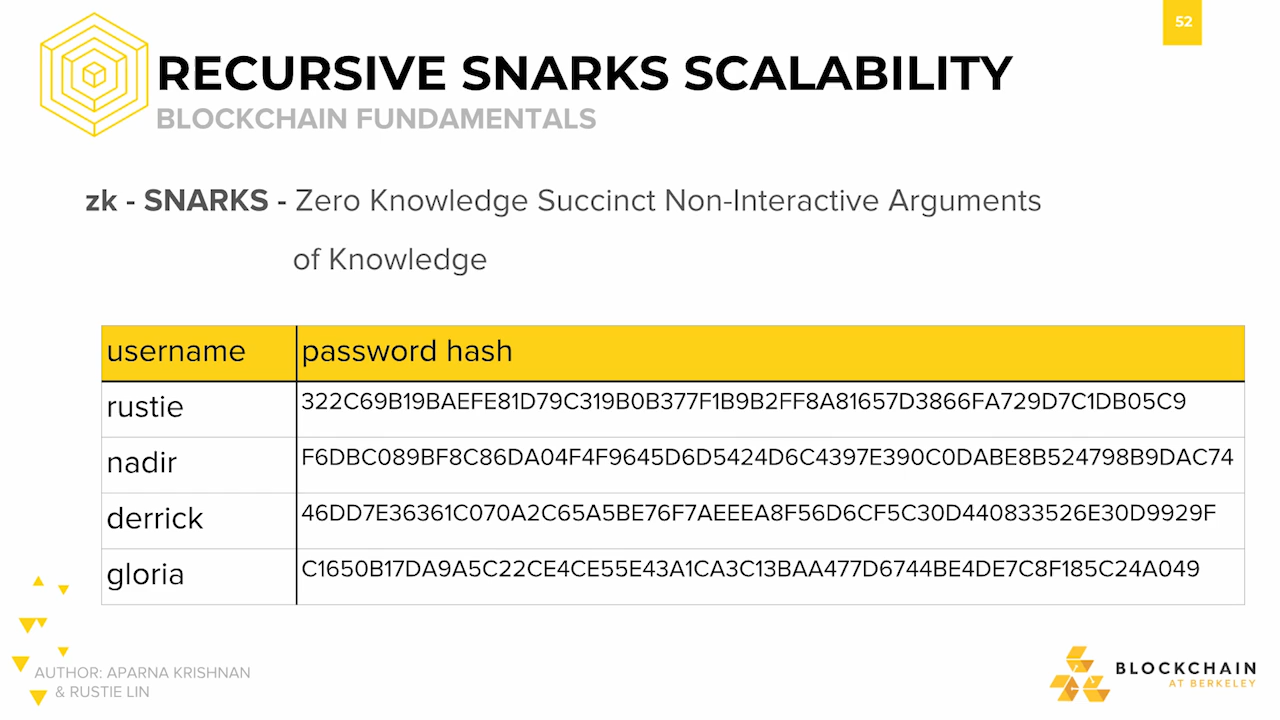 52
RECURSIVE SNARKS SCALABILITY
BLOCKCHAIN FUNDAMENTALS
zk - SNARKS - Zero Knowledge Succinct Non-Interactive Arguments
of Knowledge
username password hash
rustie 322C69B19BAEFE81D79C319B0B377F1B9B2FF8A81657D3866FA729D7C1DB05C9
nadir F6DBC089BF8C86DA04F4F9645D6D5424D6C4397E390C0DABE8B524798B9DAC74
derrick 46DD7E36361C070A2C65A5BE76F7AEEEA8F56D6CF5C30D440833526E30D9929F
gloria C1650B17DA9A5C22CE4CE55E43A1CA3C13BAA477D6744BE4DE7C8F185C24A049
AUTHOR: APARNA KRISHNAN
& RUSTIE LIN
BLOCKCHAIN
AT BERKELEY